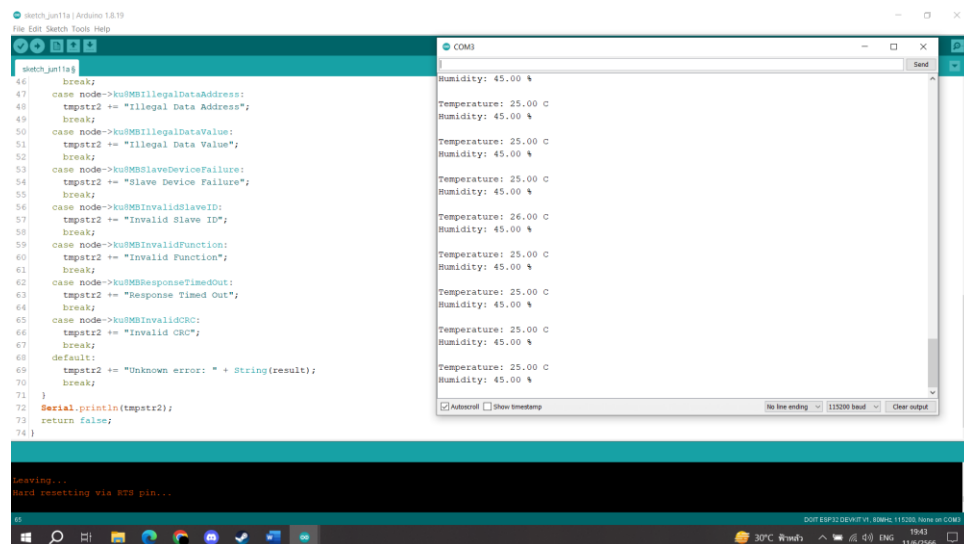 sketch_jun11a | Arduino 1.8.19
File Edit Sketch Tools Help
sketch_jun11a §
46 break;
47 case node->ku8MBIllegalDataAddress:
48 tmpstr2 += "Illegal Data Address";
49 break;
50 case node->ku8MBIllegalDataValue:
51 tmpstr2 += "Illegal Data Value";
52 break;
53 case node->ku8MBSlaveDeviceFailure:
54 tmpstr2 += "Slave Device Failure";
55 break;
56 case node->ku8MBInvalidSlaveID:
57 tmpstr2 += "Invalid Slave ID";
58 break;
59 case node->ku8MBInvalidFunction:
60 tmpstr2 += "Invalid Function";
61 break;
62 case node->ku8MBResponseTimedOut:
63 tmpstr2 += "Response Timed Out";
64 break;
65 case node->ku8MBInvalidCRC:
66 tmpstr2 += "Invalid CRC";
67 break;
68 default:
69 tmpstr2 += "Unknown error: " + String(result);
70 break;
71 }
72 Serial.println(tmpstr2);
73 return false;
74 }
COM3
Send
Humidity: 45.00 %
Temperature: 25.00 C
Humidity: 45.00 %
Temperature: 25.00 C
Humidity: 45.00 %
Temperature: 25.00 C
Humidity: 45.00 %
Temperature: 26.00 C
Humidity: 45.00 %
Temperature: 25.00 C
Humidity: 45.00 %
Temperature: 25.00 C
Humidity: 45.00 %
Temperature: 25.00 C
Humidity: 45.00 %
Temperature: 25.00 C
Humidity: 45.00 %
Autoscroll Show timestamp No line ending 115200 baud Clear output
Leaving...
Hard resetting via RTS pin...
65 DOIT ESP32 DEVKIT V1, 80MHz, 115200, None on COM3
30°C ฟ้าหลัว ENG 19:43
11/6/2566